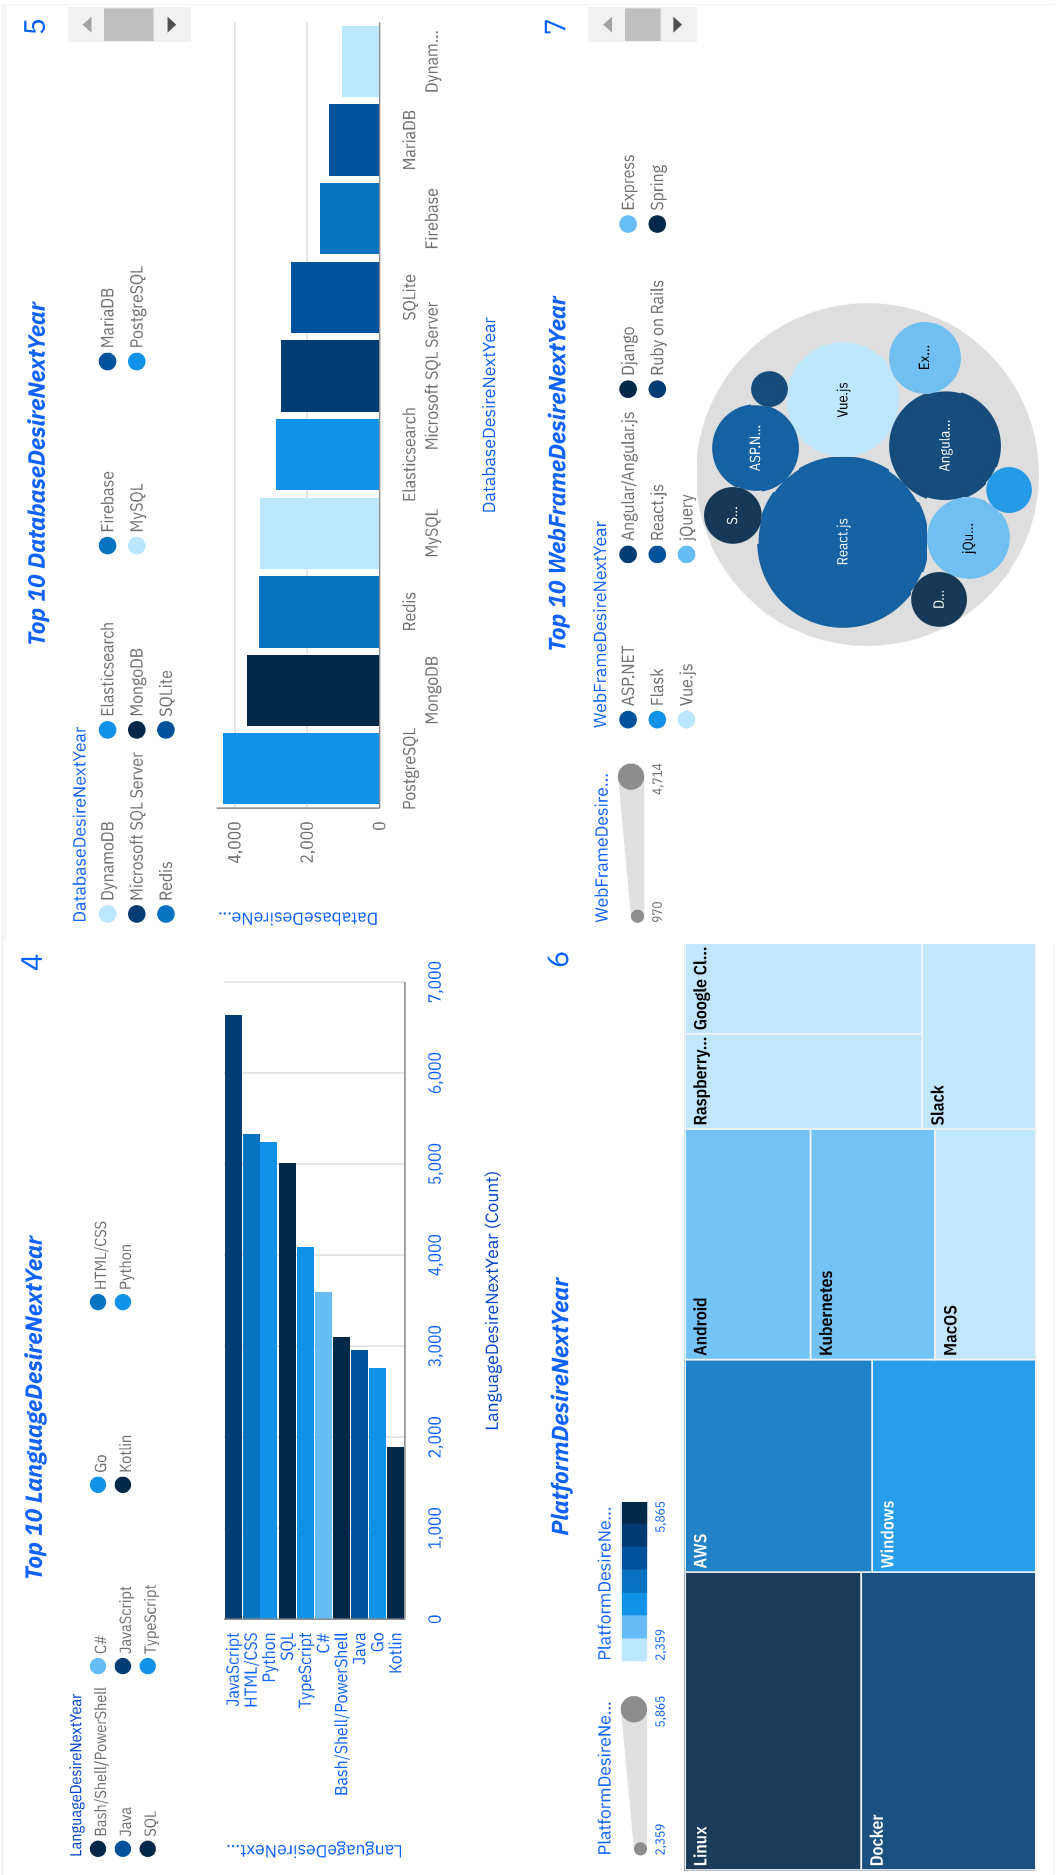 4
Top 10 LanguageDesireNextYear
LanguageDesireNextYear
Bash/Shell/PowerShell
C#
Go
HTML/CSS
Java
JavaScript
Kotlin
Python
SQL
TypeScript
LanguageDesireNext...
JavaScript
HTML/CSS
Python
SQL
TypeScript
C#
Bash/Shell/PowerShell
Java
Go
Kotlin
0 1,000 2,000 3,000 4,000 5,000 6,000 7,000
LanguageDesireNextYear (Count)
5
Top 10 DatabaseDesireNextYear
DatabaseDesireNextYear
DynamoDB
Elasticsearch
Firebase
MariaDB
Microsoft SQL Server
MongoDB
MySQL
PostgreSQL
Redis
SQLite
DatabaseDesireNe...
4,000
2,000
0
PostgreSQL
MongoDB
Redis
MySQL
Elasticsearch
Microsoft SQL Server
SQLite
Firebase
MariaDB
Dynam...
DatabaseDesireNextYear
6
PlatformDesireNextYear
PlatformDesireNe...
2,359 5,865
PlatformDesireNe...
2,359 5,865
Linux
Docker
AWS
Windows
Android
Kubernetes
MacOS
Raspberry...
Google Cl...
Slack
7
Top 10 WebFrameDesireNextYear
WebFrameDesire...
970 4,714
WebFrameDesireNextYear
ASP.NET
Angular/Angular.js
Django
Express
Flask
React.js
Ruby on Rails
Spring
Vue.js
jQuery
S...
ASP.N...
React.js
Vue.js
D...
jQu...
Angula...
Ex...